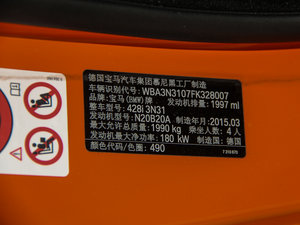 德国宝马汽车集团慕尼黑工厂制造
车辆识别代号: WBA3N3107FK328007
品牌: 宝马(BMW)牌 发动机排量: 1997 ml
整车型号: 428i 3N31
发动机型号: N20B20A 制造年月: 2015.03
最大允许总质量: 1990 kg 乘坐人数: 4 人
发动机最大净功率: 180 kW 制造国: 德国
颜色代码/色圈: 490